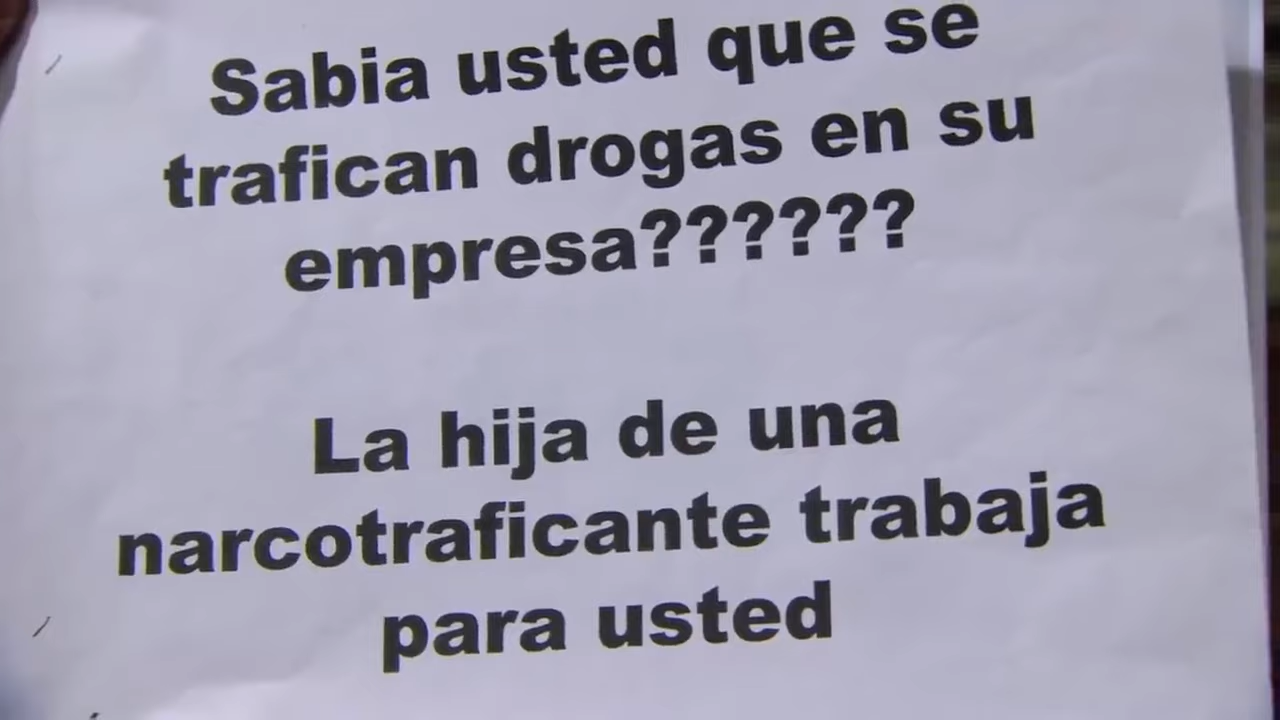 Sabia usted que se
trafican drogas en su
empresa??????
La hija de una
narcotraficante trabaja
para usted